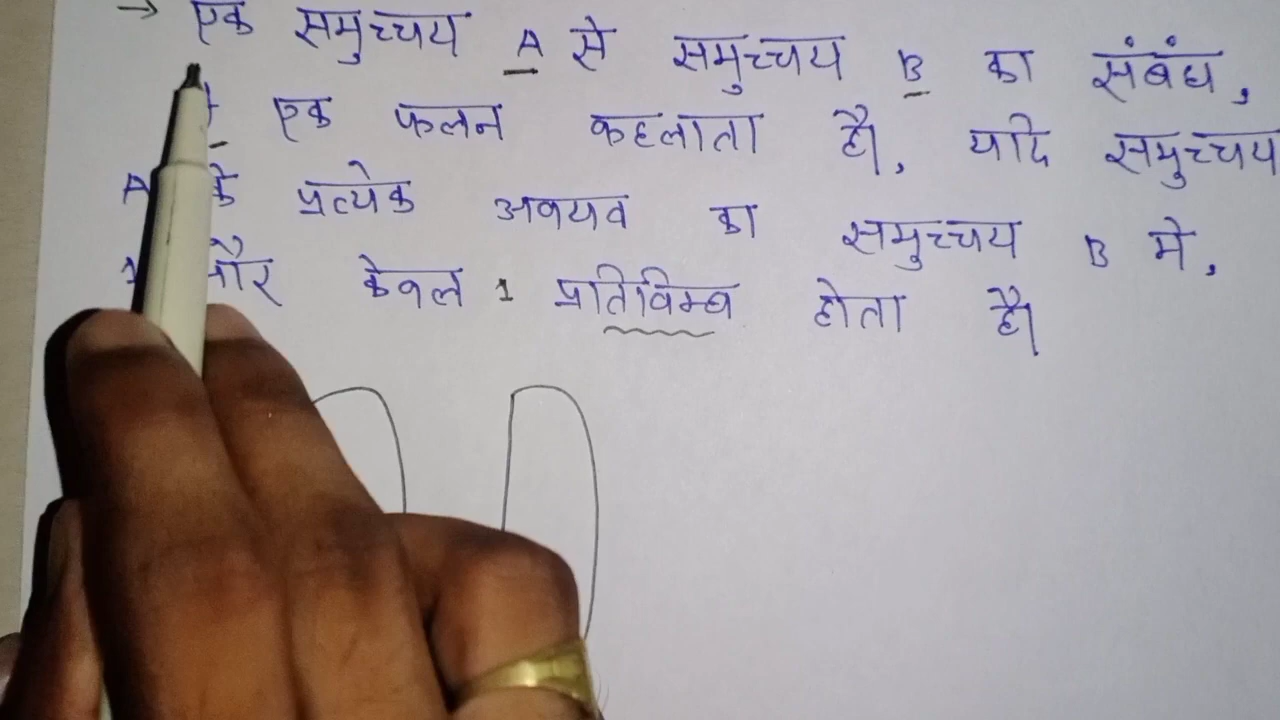 → एक समुच्चय A से समुच्चय B का संबंध,
एक फलन कहलाता है, यदि समुच्चय
A के प्रत्येक अवयव का समुच्चय B में,
1 और केवल 1 प्रतिविम्ब होता है।